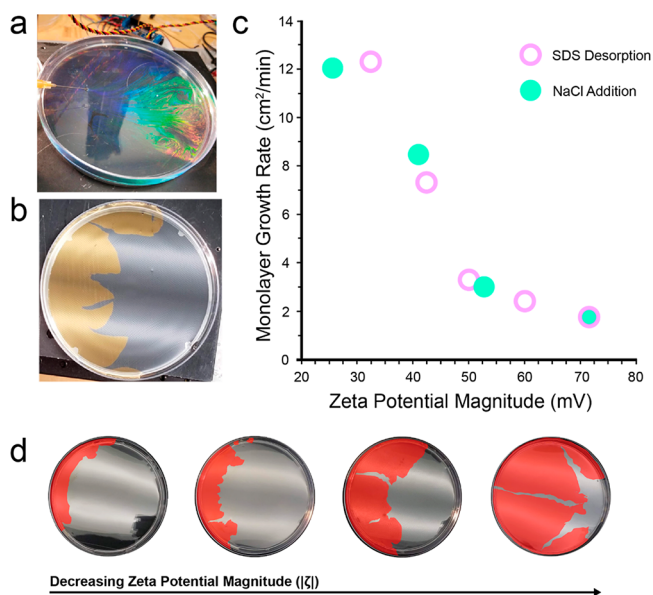 a
b
c
Monolayer Growth Rate (cm²/min)
14
12
10
8
6
4
2
0
SDS Desorption
NaCl Addition
20 30 40 50 60 70 80
Zeta Potential Magnitude (mV)
d
Decreasing Zeta Potential Magnitude (|ζ|)